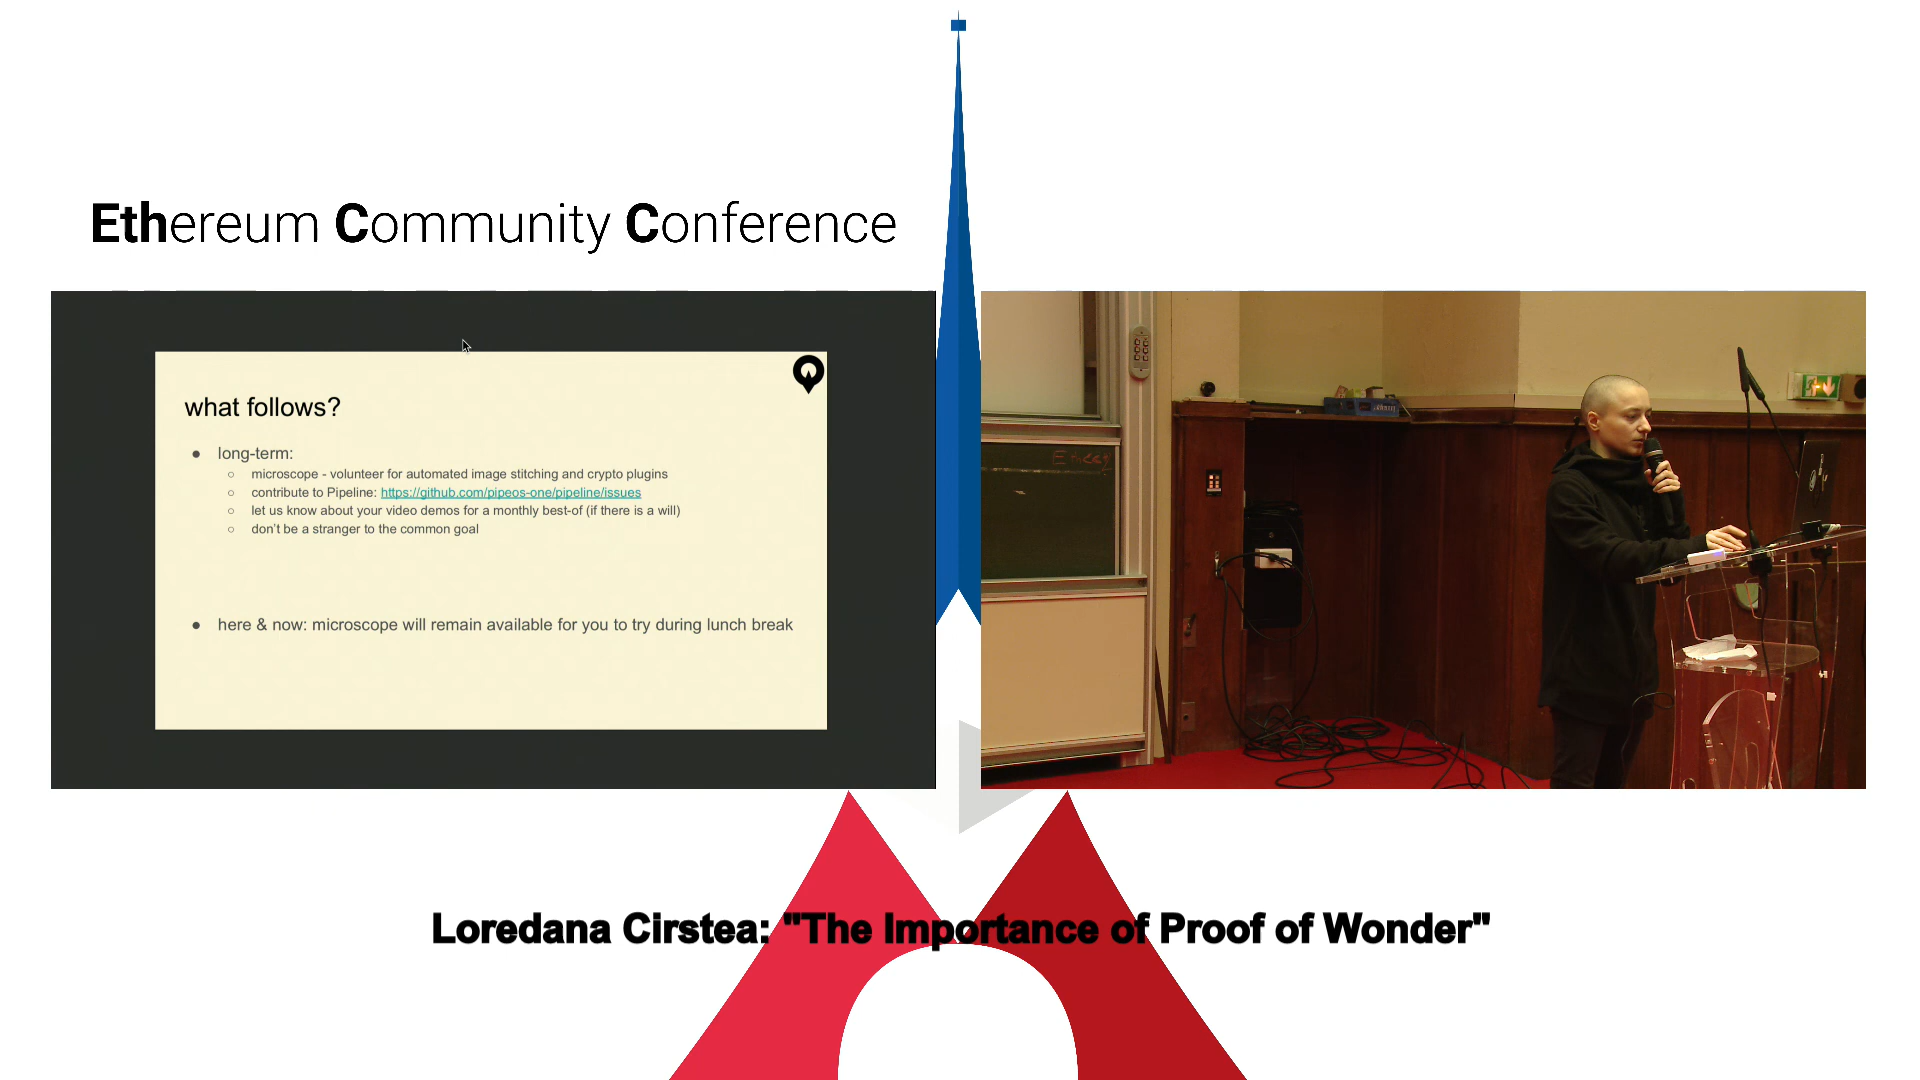 Ethereum Community Conference
what follows?
● long-term:
○ microscope - volunteer for automated image stitching and crypto plugins
○ contribute to Pipeline: https://github.com/pipeos-one/pipeline/issues
○ let us know about your video demos for a monthly best-of (if there is a will)
○ don't be a stranger to the common goal
● here & now: microscope will remain available for you to try during lunch break
Loredana Cirstea: "The Importance of Proof of Wonder"